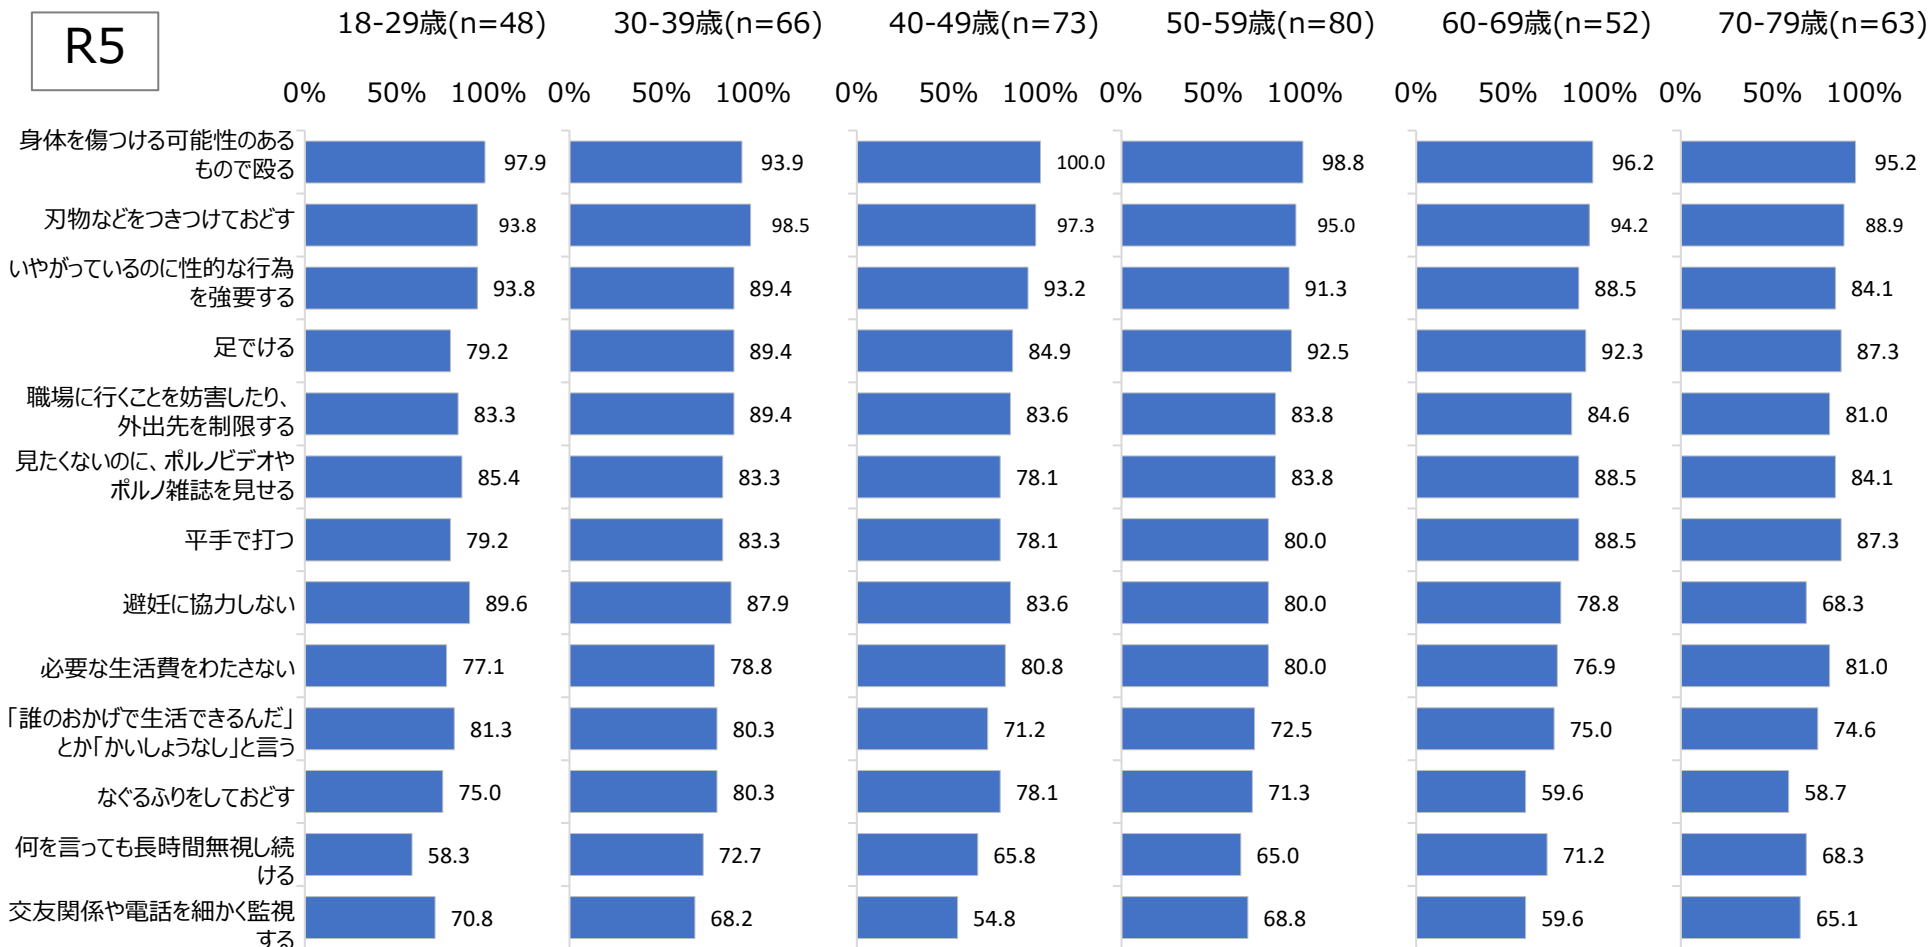 R5
18-29歳(n=48) 30-39歳(n=66) 40-49歳(n=73) 50-59歳(n=80) 60-69歳(n=52) 70-79歳(n=63)
0% 50% 100% 0% 50% 100% 0% 50% 100% 0% 50% 100% 0% 50% 100% 0% 50% 100%
身体を傷つける可能性のある
もので殴る
97.9 93.9 100.0 98.8 96.2 95.2
刃物などをつきつけておどす
93.8 98.5 97.3 95.0 94.2 88.9
いやがっているのに性的な行為
を強要する
93.8 89.4 93.2 91.3 88.5 84.1
足でける
79.2 89.4 84.9 92.5 92.3 87.3
職場に行くことを妨害したり、
外出先を制限する
83.3 89.4 83.6 83.8 84.6 81.0
見たくないのに、ポルノビデオや
ポルノ雑誌を見せる
85.4 83.3 78.1 83.8 88.5 84.1
平手で打つ
79.2 83.3 78.1 80.0 88.5 87.3
避妊に協力しない
89.6 87.9 83.6 80.0 78.8 68.3
必要な生活費をわたさない
77.1 78.8 80.8 80.0 76.9 81.0
「誰のおかげで生活できるんだ」
とか「かいしょうなし」と言う
81.3 80.3 71.2 72.5 75.0 74.6
なぐるふりをしておどす
75.0 80.3 78.1 71.3 59.6 58.7
何を言っても長時間無視し続
ける
58.3 72.7 65.8 65.0 71.2 68.3
交友関係や電話を細かく監視
する
70.8 68.2 54.8 68.8 59.6 65.1